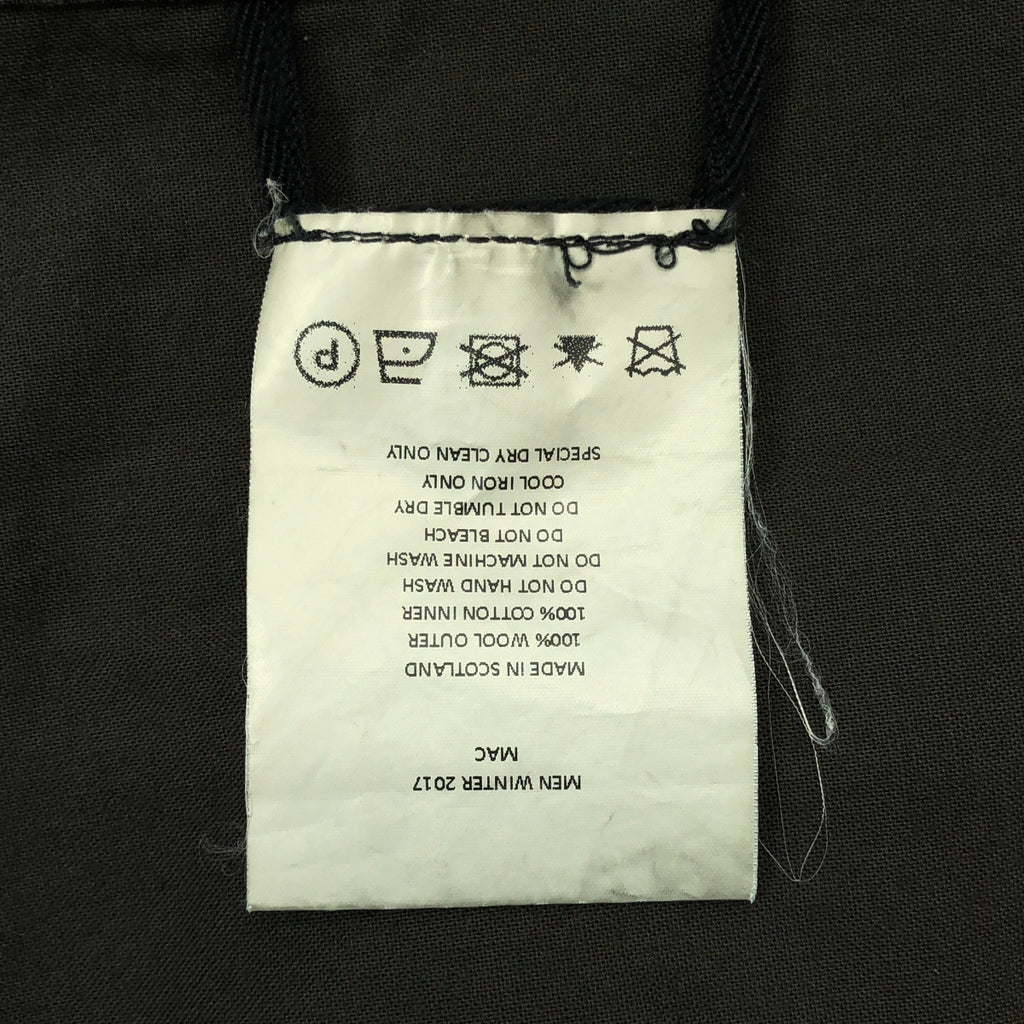 MEN WINTER 2017
MAC
MADE IN SCOTLAND
100% WOOL OUTER
100% COTTON INNER
DO NOT HAND WASH
DO NOT MACHINE WASH
DO NOT BLEACH
DO NOT TUMBLE DRY
COOL IRON ONLY
SPECIAL DRY CLEAN ONLY
P